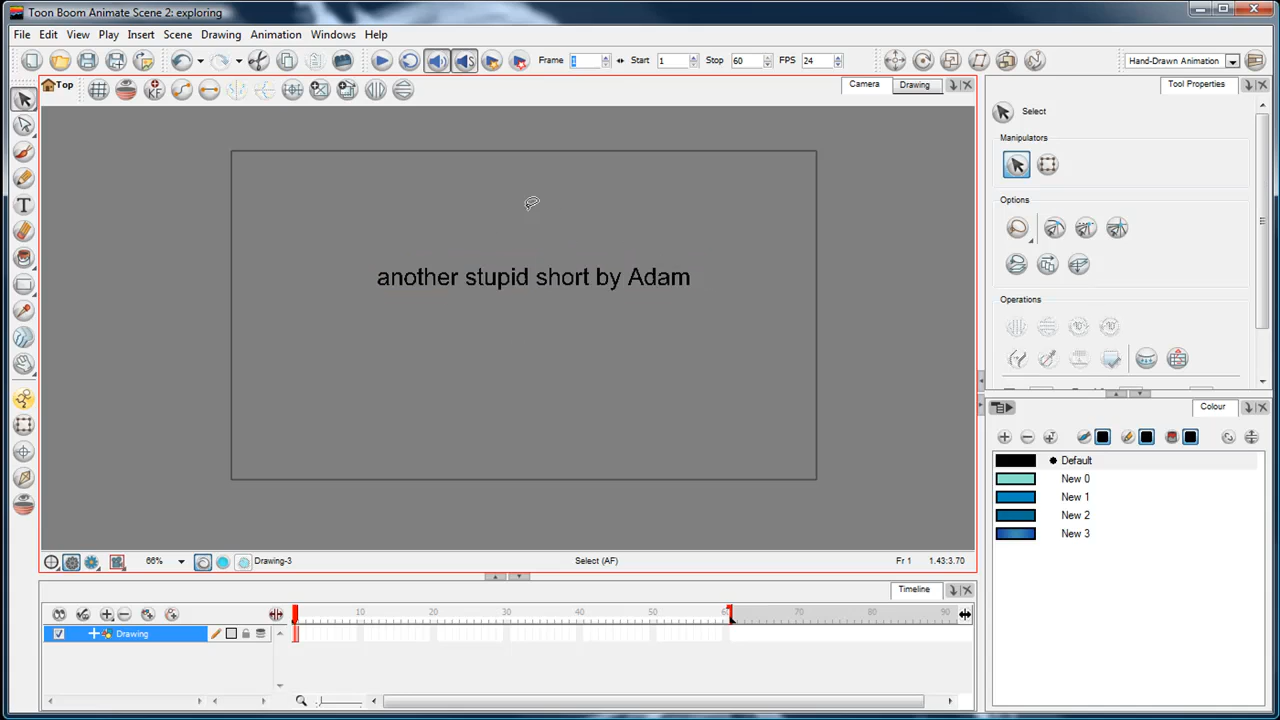 Toon Boom Animate Scene 2: exploring
File Edit View Play Insert Scene Drawing Animation Windows Help
Frame 1 Start 1 Stop 60 FPS 24 Hand-Drawn Animation
Top KF Camera Drawing Tool Properties
Select
Manipulators
Options
another stupid short by Adam
Operations
Colour
Default
New 0
New 1
New 2
New 3
66% Drawing-3 Select (AF) Fr 1 1.43:3.70
Timeline
10 20 30 40 50 60 70 80 90
Drawing